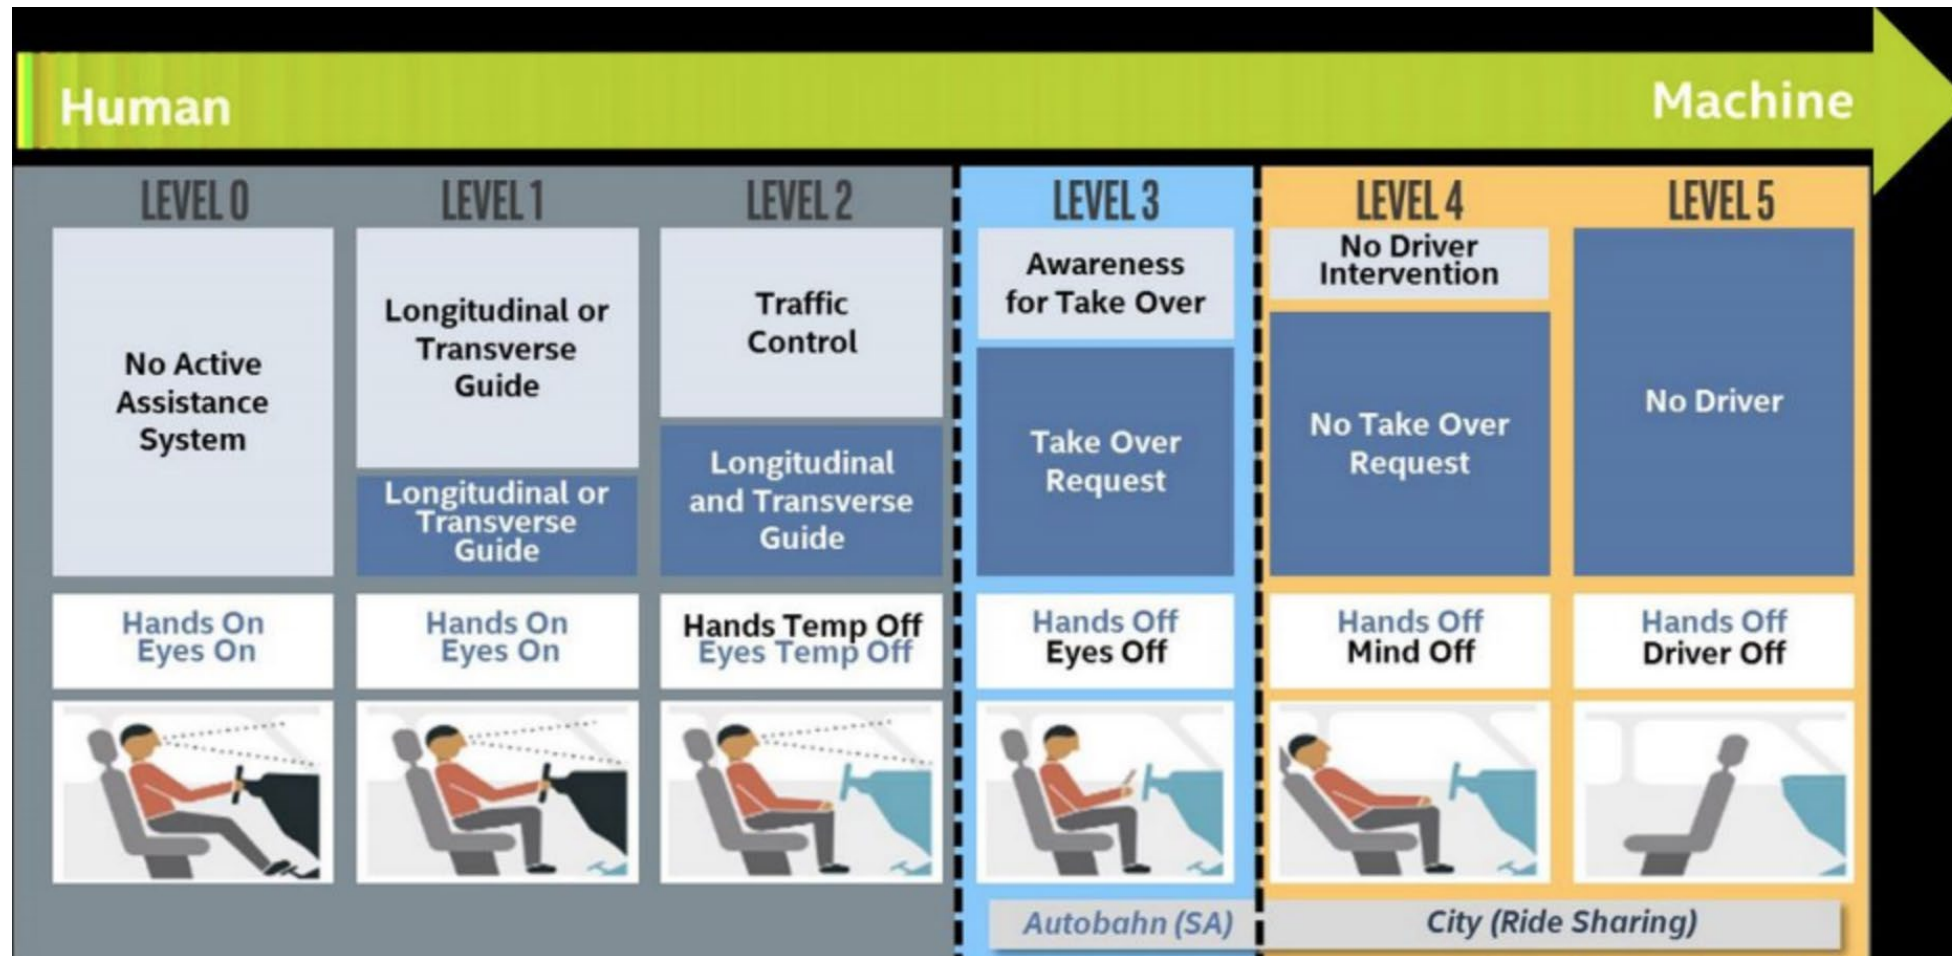 Human
Machine
LEVEL 0
LEVEL 1
LEVEL 2
LEVEL 3
LEVEL 4
LEVEL 5
No Active
Assistance
System
Longitudinal or
Transverse
Guide
Longitudinal or
Transverse
Guide
Traffic
Control
Longitudinal
and Transverse
Guide
Awareness
for Take Over
Take Over
Request
No Driver
Intervention
No Take Over
Request
No Driver
Hands On
Eyes On
Hands On
Eyes On
Hands Temp Off
Eyes Temp Off
Hands Off
Eyes Off
Hands Off
Mind Off
Hands Off
Driver Off
Autobahn (SA)
City (Ride Sharing)